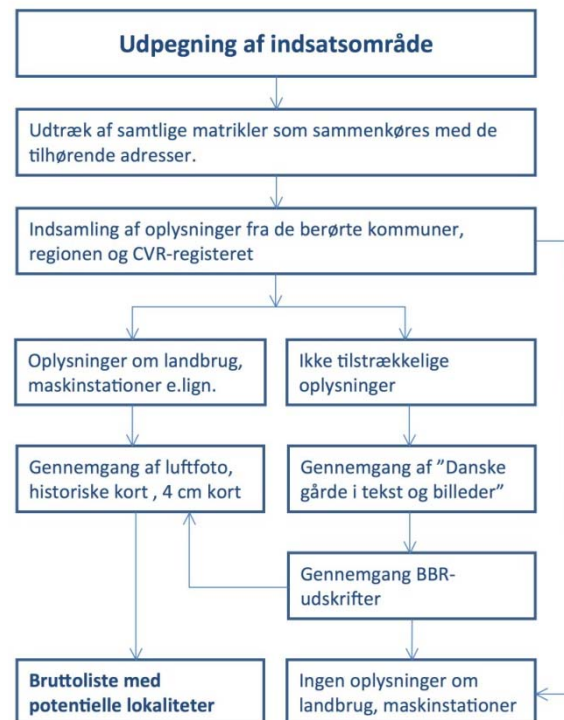 Udpegning af indsatsområde
Udtræk af samtlige matrikler som sammenkøres med de
tilhørende adresser.
Indsamling af oplysninger fra de berørte kommuner,
regionen og CVR-registeret
Oplysninger om landbrug,
maskinstationer e.lign.
Ikke tilstrækkelige
oplysninger
Gennemgang af luftfoto,
historiske kort , 4 cm kort
Gennemgang af ”Danske
gårde i tekst og billeder”
Gennemgang BBR-
udskrifter
Bruttoliste med
potentielle lokaliteter
Ingen oplysninger om
landbrug, maskinstationer